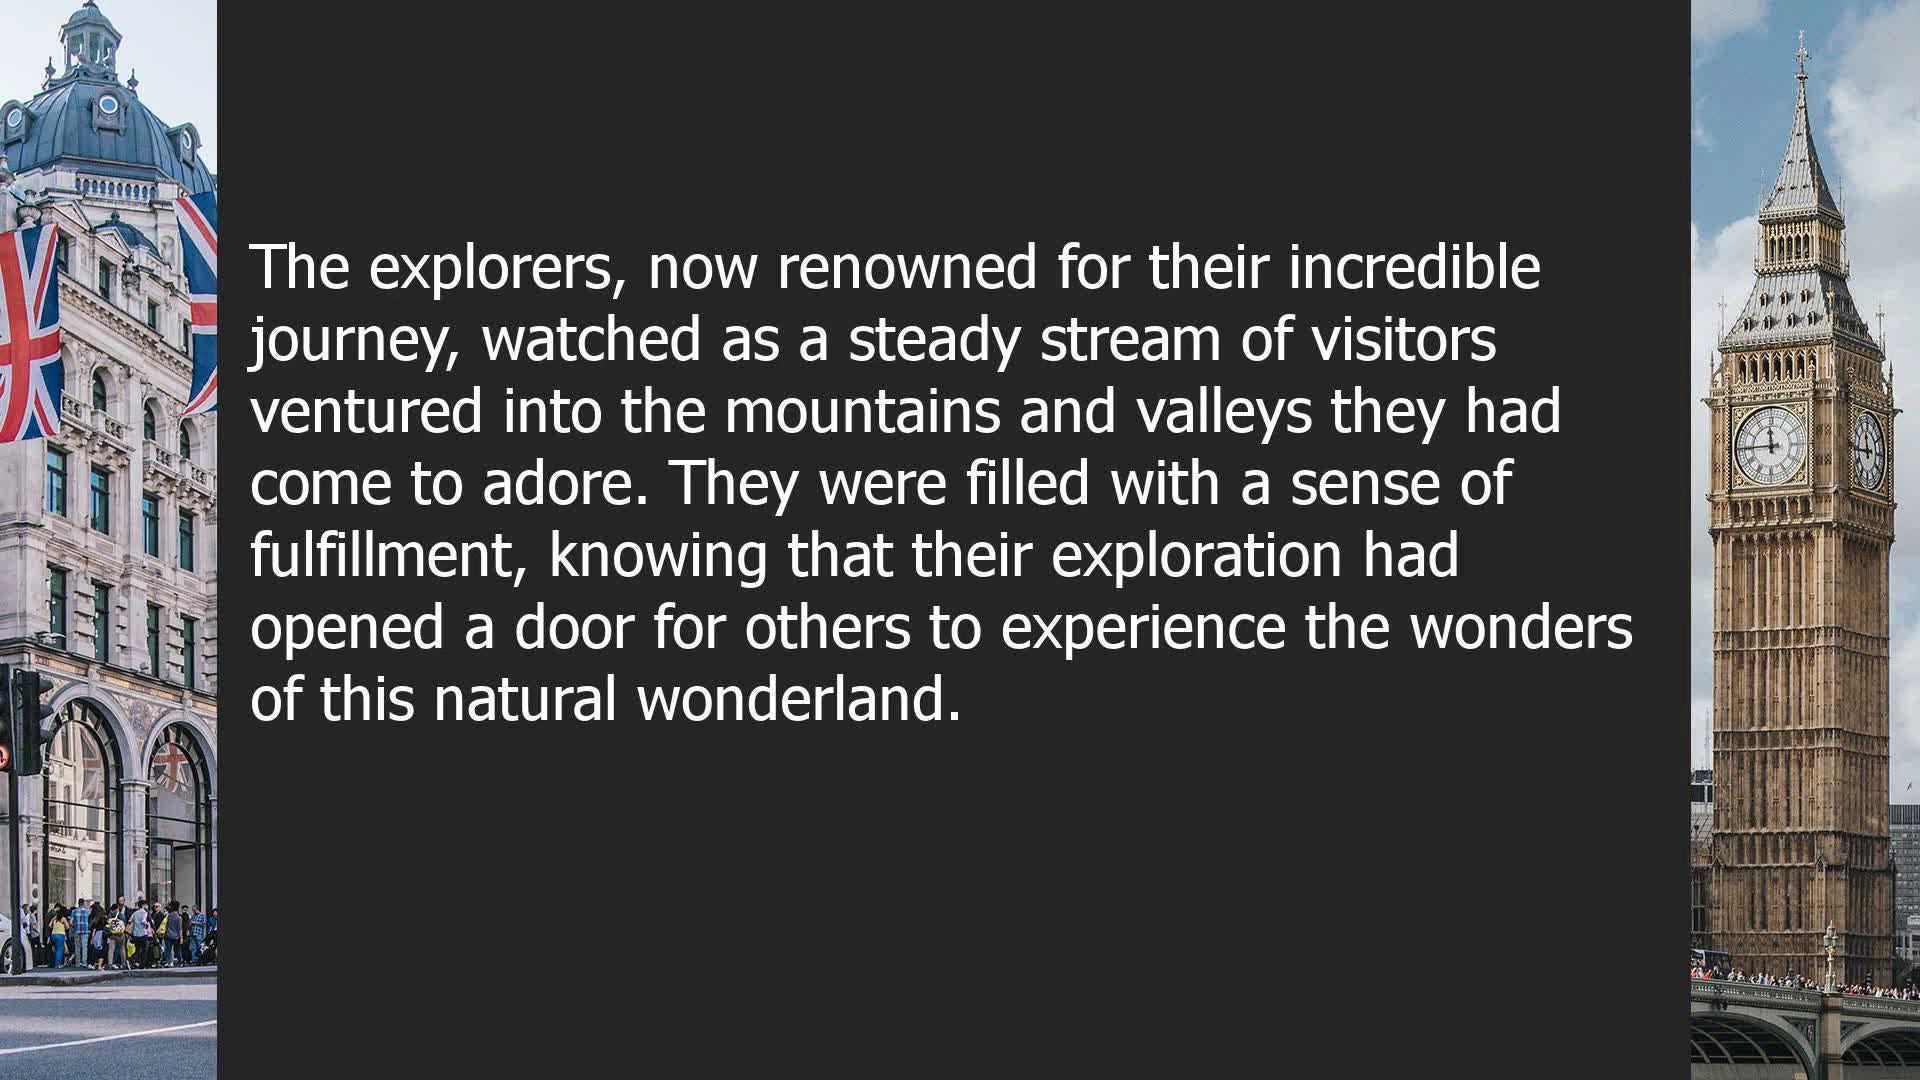 The explorers, now renowned for their incredible
journey, watched as a steady stream of visitors
ventured into the mountains and valleys they had
come to adore. They were filled with a sense of
fulfillment, knowing that their exploration had
opened a door for others to experience the wonders
of this natural wonderland.